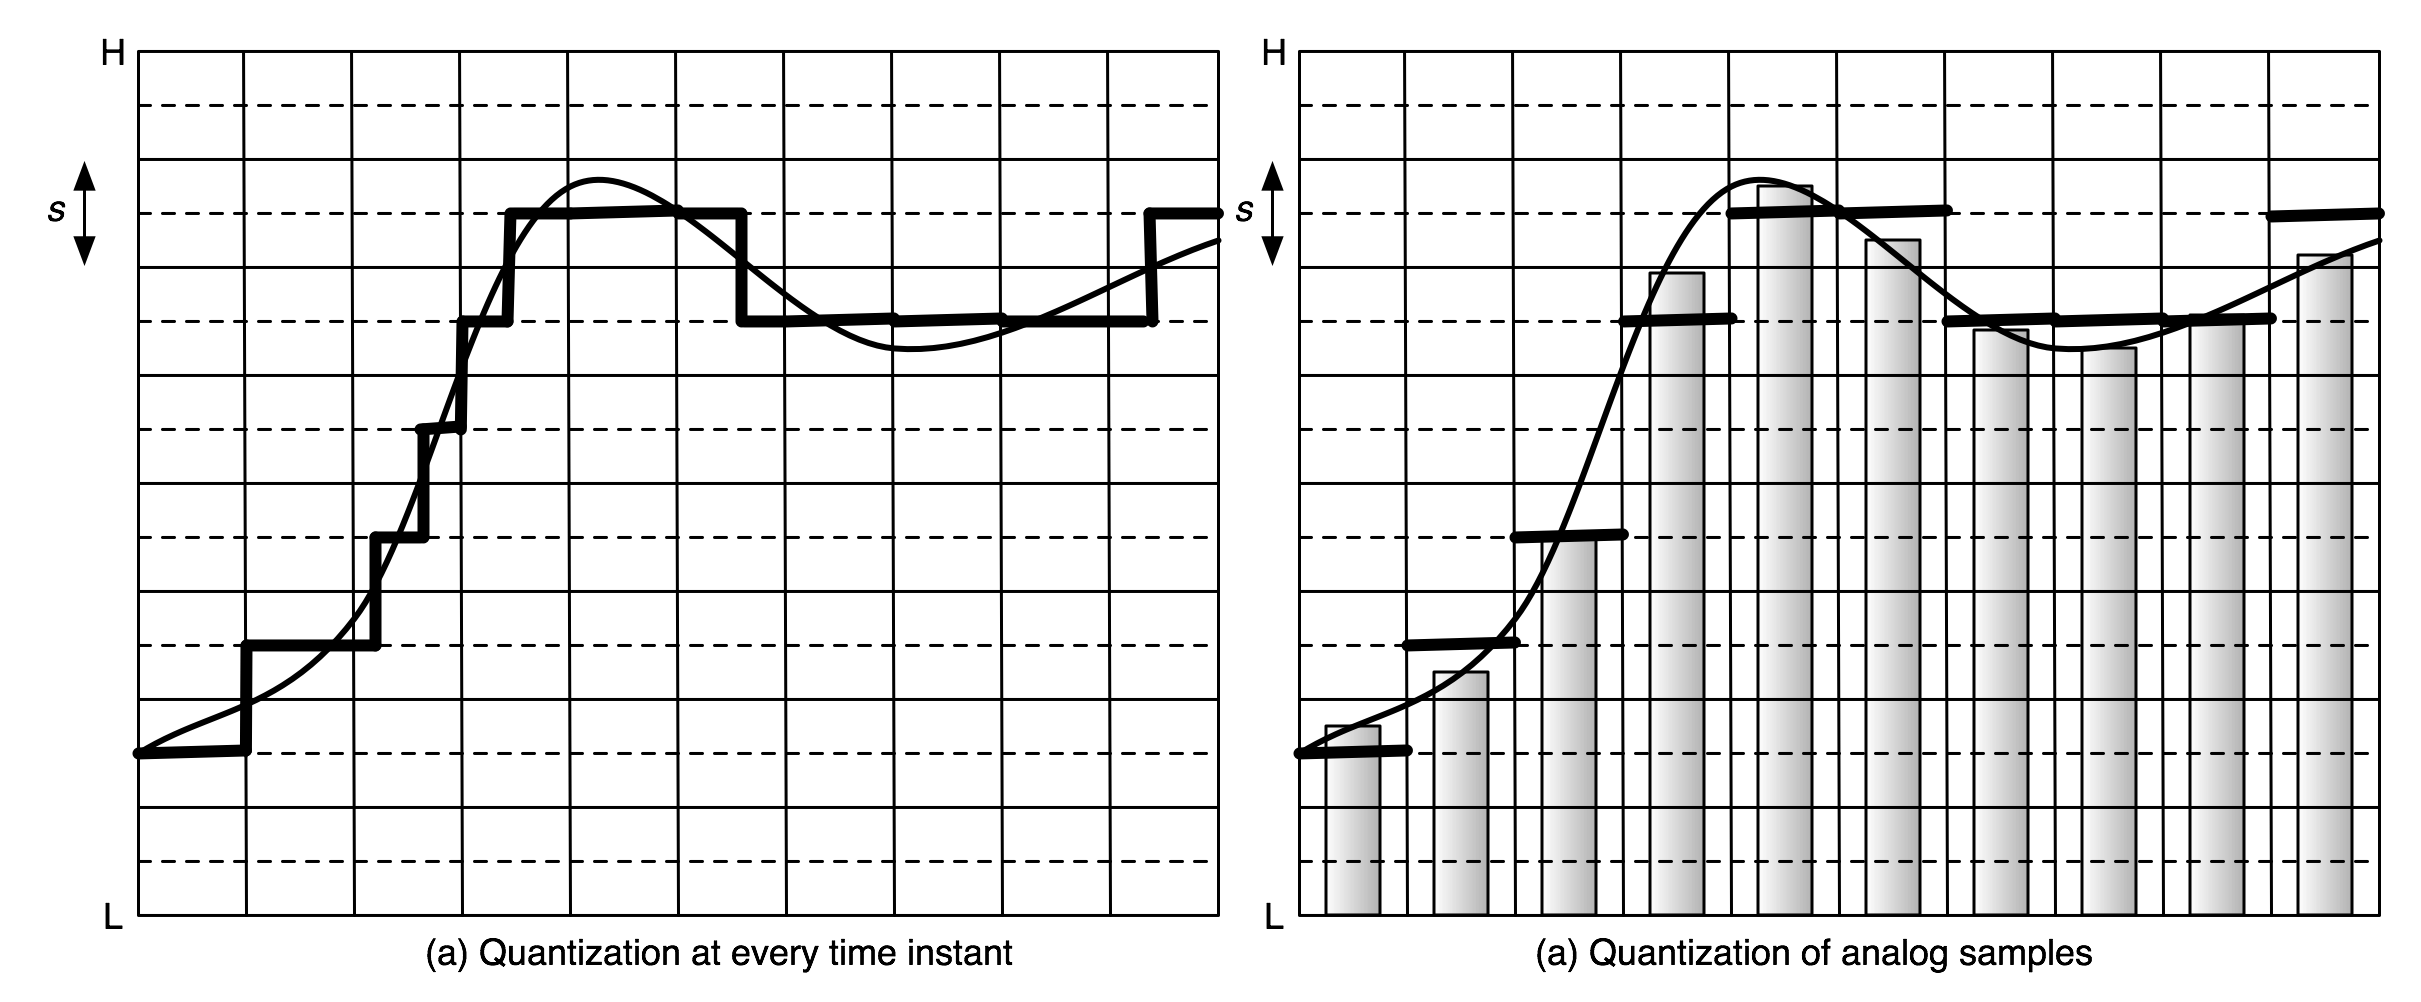 H
s
L
(a) Quantization at every time instant
H
s
L
(a) Quantization of analog samples